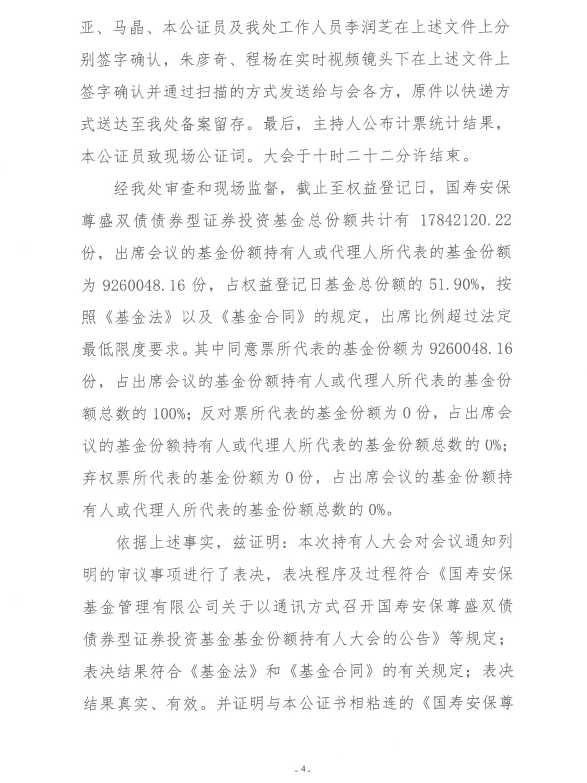 亚、马晶、本公证员及我处工作人员李润芝在上述文件上分
别签字确认，朱彦奇、程杨在实时视频镜头下在上述文件上
签字确认并通过扫描的方式发送给与会各方，原件以快递方
式送达至我处备案留存。最后，主持人公布计票统计结果，
本公证员致现场公证词。大会于十时二十二分许结束。
经我处审查和现场监督，截止至权益登记日，国寿安保
尊盛双债债券型证券投资基金总份额共计有 17842120.22
份，出席会议的基金份额持有人或代理人所代表的基金份额
为 9260048.16 份，占权益登记日基金总份额的 51.90%，按
照《基金法》以及《基金合同》的规定，出席比例超过法定
最低限度要求。其中同意票所代表的基金份额为 9260048.16
份，占出席会议的基金份额持有人或代理人所代表的基金份
额总数的 100%；反对票所代表的基金份额为 0 份，占出席会
议的基金份额持有人或代理人所代表的基金份额总数的 0%；
弃权票所代表的基金份额为 0 份，占出席会议的基金份额持
有人或代理人所代表的基金份额总数的 0%。
依据上述事实，兹证明：本次持有人大会对会议通知列
明的审议事项进行了表决，表决程序及过程符合《国寿安保
基金管理有限公司关于以通讯方式召开国寿安保尊盛双债
债券型证券投资基金基金份额持有人大会的公告》等规定；
表决结果符合《基金法》和《基金合同》的有关规定；表决
结果真实、有效。并证明与本公证书相粘连的《国寿安保尊
- 4 -